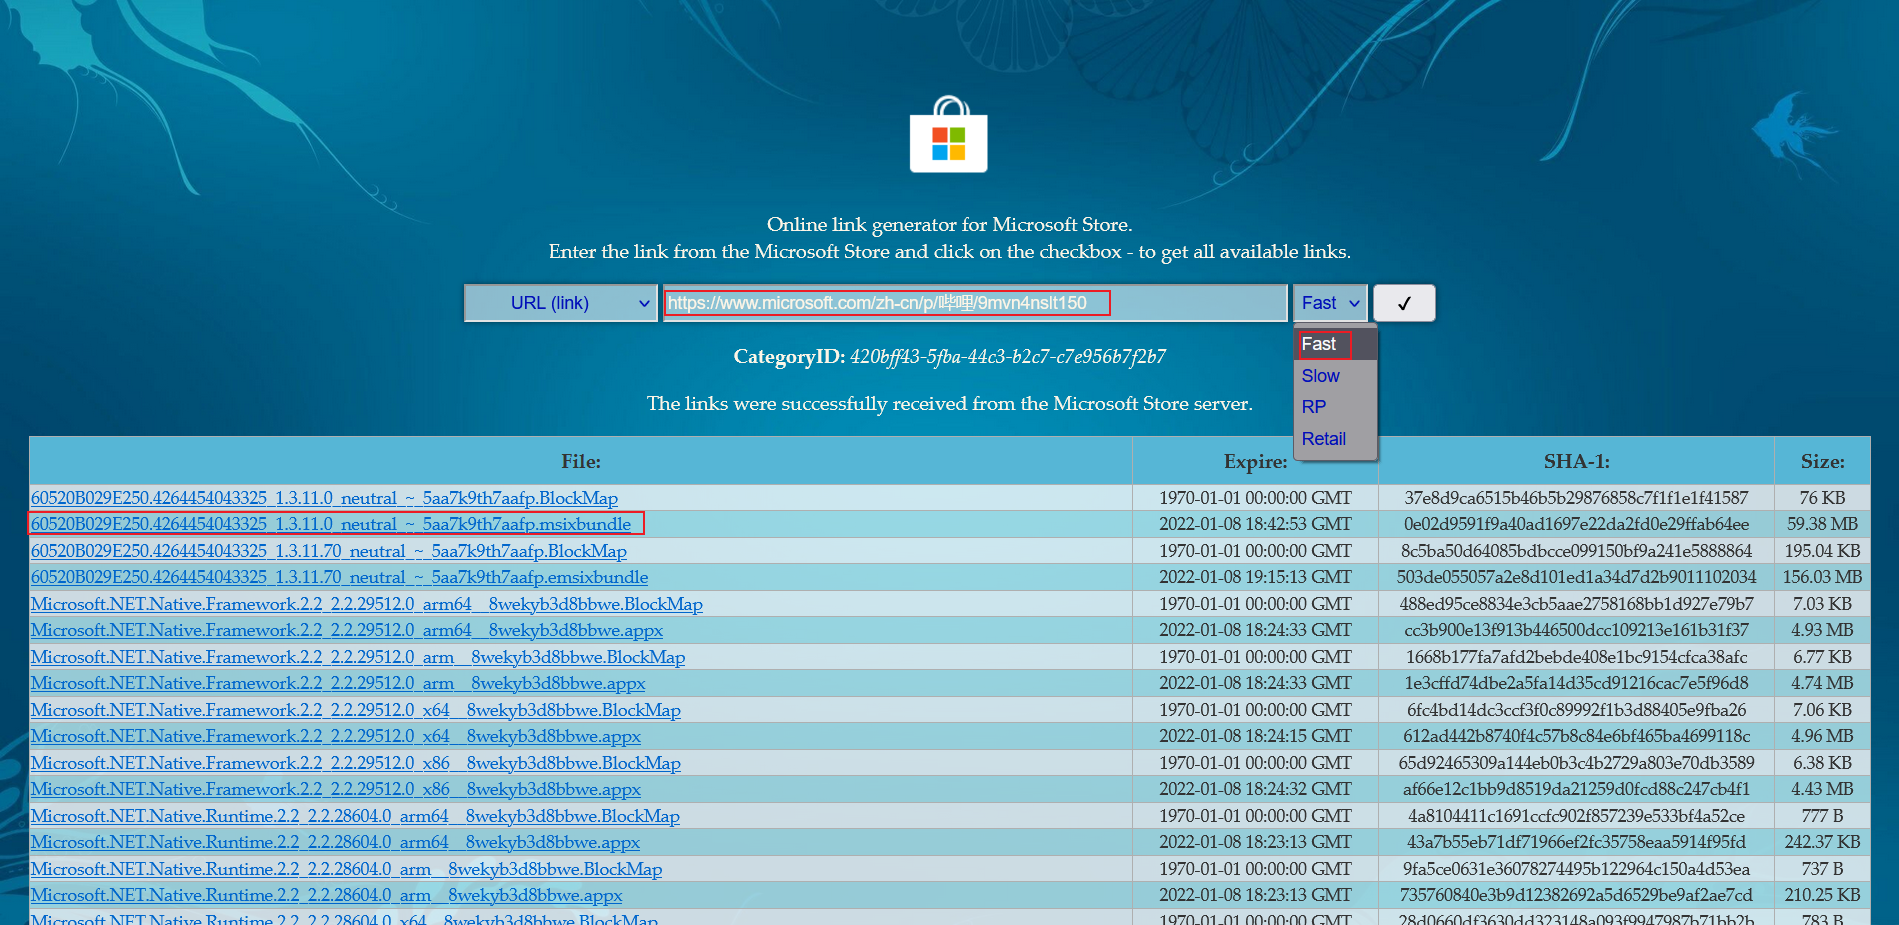 Online link generator for Microsoft Store.
Enter the link from the Microsoft Store and click on the checkbox - to get all available links.
URL (link) https://www.microsoft.com/zh-cn/p/哔哩/9mvn4nslt150 Fast ✓
Fast
Slow
RP
Retail
CategoryID: 420bff43-5fba-44c3-b2c7-c7e956b7f2b7
The links were successfully received from the Microsoft Store server.
File: Expire: SHA-1: Size:
60520B029E250.4264454043325_1.3.11.0_neutral_~_5aa7k9th7aafp.BlockMap 1970-01-01 00:00:00 GMT 37e8d9ca6515b46b5b29876858c7f1f1e1f41587 76 KB
60520B029E250.4264454043325_1.3.11.0_neutral_~_5aa7k9th7aafp.msixbundle 2022-01-08 18:42:53 GMT 0e02d9591f9a40ad1697e22da2fd0e29ffab64ee 59.38 MB
60520B029E250.4264454043325_1.3.11.70_neutral_~_5aa7k9th7aafp.BlockMap 1970-01-01 00:00:00 GMT 8c5ba50d64085bdbcce099150bf9a241e5888864 195.04 KB
60520B029E250.4264454043325_1.3.11.70_neutral_~_5aa7k9th7aafp.emsixbundle 2022-01-08 19:15:13 GMT 503de055057a2e8d101ed1a34d7d2b9011102034 156.03 MB
Microsoft.NET.Native.Framework.2.2_2.2.29512.0_arm64__8wekyb3d8bbwe.BlockMap 1970-01-01 00:00:00 GMT 488ed95ce8834e3cb5aae2758168bb1d927e79b7 7.03 KB
Microsoft.NET.Native.Framework.2.2_2.2.29512.0_arm64__8wekyb3d8bbwe.appx 2022-01-08 18:24:33 GMT cc3b900e13f913b446500dcc109213e161b31f37 4.93 MB
Microsoft.NET.Native.Framework.2.2_2.2.29512.0_arm__8wekyb3d8bbwe.BlockMap 1970-01-01 00:00:00 GMT 1668b177fa7afd2bebde408e1bc9154cfca38afc 6.77 KB
Microsoft.NET.Native.Framework.2.2_2.2.29512.0_arm__8wekyb3d8bbwe.appx 2022-01-08 18:24:33 GMT 1e3cffd74dbe2a5fa14d35cd91216cac7e5f96d8 4.74 MB
Microsoft.NET.Native.Framework.2.2_2.2.29512.0_x64__8wekyb3d8bbwe.BlockMap 1970-01-01 00:00:00 GMT 6fc4bd14dc3ccf3f0c89992f1b3d88405e9fba26 7.06 KB
Microsoft.NET.Native.Framework.2.2_2.2.29512.0_x64__8wekyb3d8bbwe.appx 2022-01-08 18:24:15 GMT 612ad442b8740f4c57b8c84e6bf465ba4699118c 4.96 MB
Microsoft.NET.Native.Framework.2.2_2.2.29512.0_x86__8wekyb3d8bbwe.BlockMap 1970-01-01 00:00:00 GMT 65d92465309a144eb0b3c4b2729a803e70db3589 6.38 KB
Microsoft.NET.Native.Framework.2.2_2.2.29512.0_x86__8wekyb3d8bbwe.appx 2022-01-08 18:24:32 GMT af66e12c1bb9d8519da21259d0fcd88c247cb4f1 4.43 MB
Microsoft.NET.Native.Runtime.2.2_2.2.28604.0_arm64__8wekyb3d8bbwe.BlockMap 1970-01-01 00:00:00 GMT 4a8104411c1691ccfc902f857239e533bf4a52ce 777 B
Microsoft.NET.Native.Runtime.2.2_2.2.28604.0_arm64__8wekyb3d8bbwe.appx 2022-01-08 18:23:13 GMT 43a7b55eb71df71966ef2fc35758eaa5914f95fd 242.37 KB
Microsoft.NET.Native.Runtime.2.2_2.2.28604.0_arm__8wekyb3d8bbwe.BlockMap 1970-01-01 00:00:00 GMT 9fa5ce0631e36078274495b122964c150a4d53ea 737 B
Microsoft.NET.Native.Runtime.2.2_2.2.28604.0_arm__8wekyb3d8bbwe.appx 2022-01-08 18:23:13 GMT 735760840e3b9d12382692a5d6529be9af2ae7cd 210.25 KB
Microsoft.NET.Native.Runtime.2.2_2.2.28604.0_x64__8wekyb3d8bbwe.BlockMap 1970-01-01 00:00:00 GMT 28d0660df3630dd323148a093f9947987b71bb2b 783 B